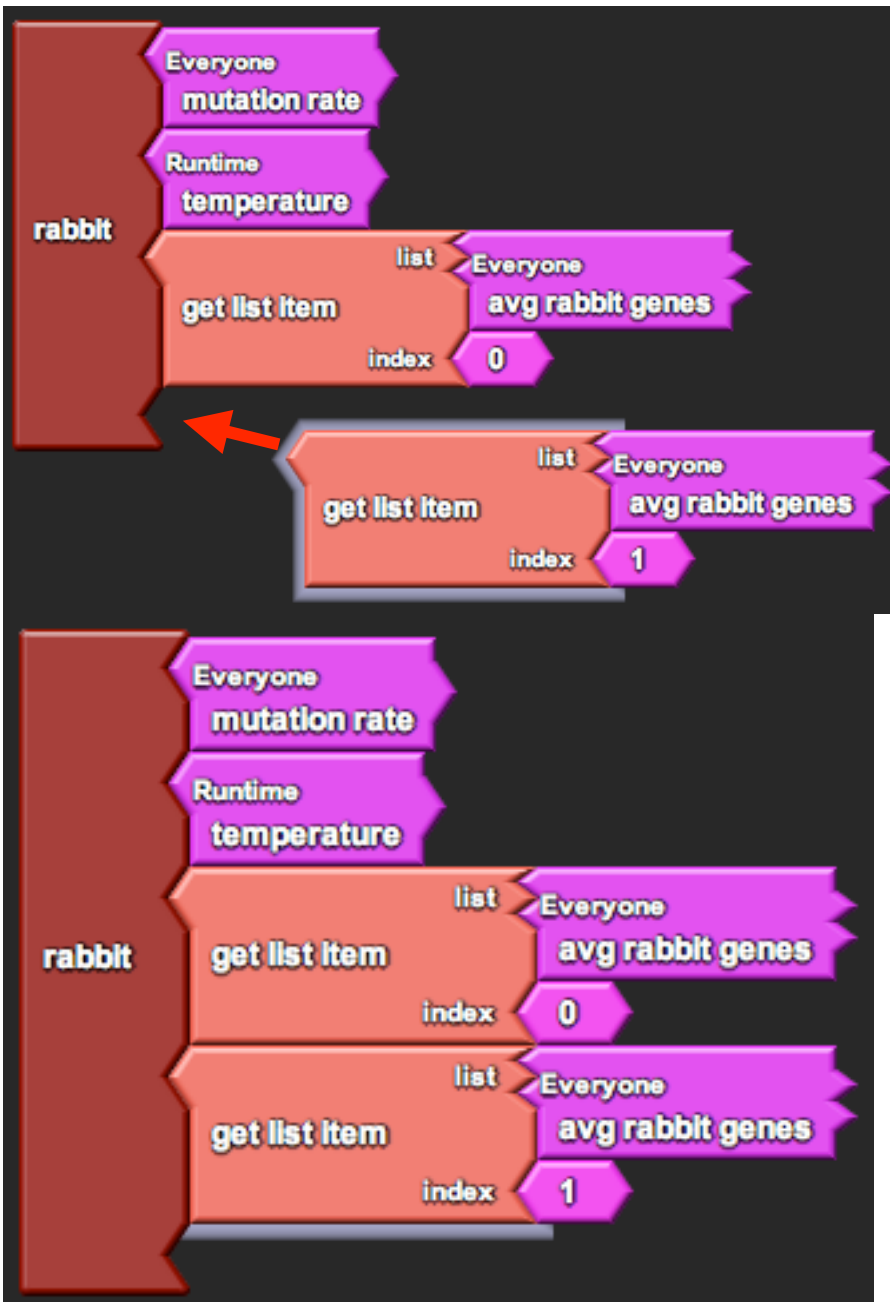 Everyone
mutation rate
Runtime
temperature
rabbit
list
Everyone
avg rabbit genes
get list item
index
0
list
Everyone
avg rabbit genes
get list item
index
1
Everyone
mutation rate
Runtime
temperature
list
Everyone
avg rabbit genes
rabbit
get list item
index
0
list
Everyone
avg rabbit genes
get list item
index
1